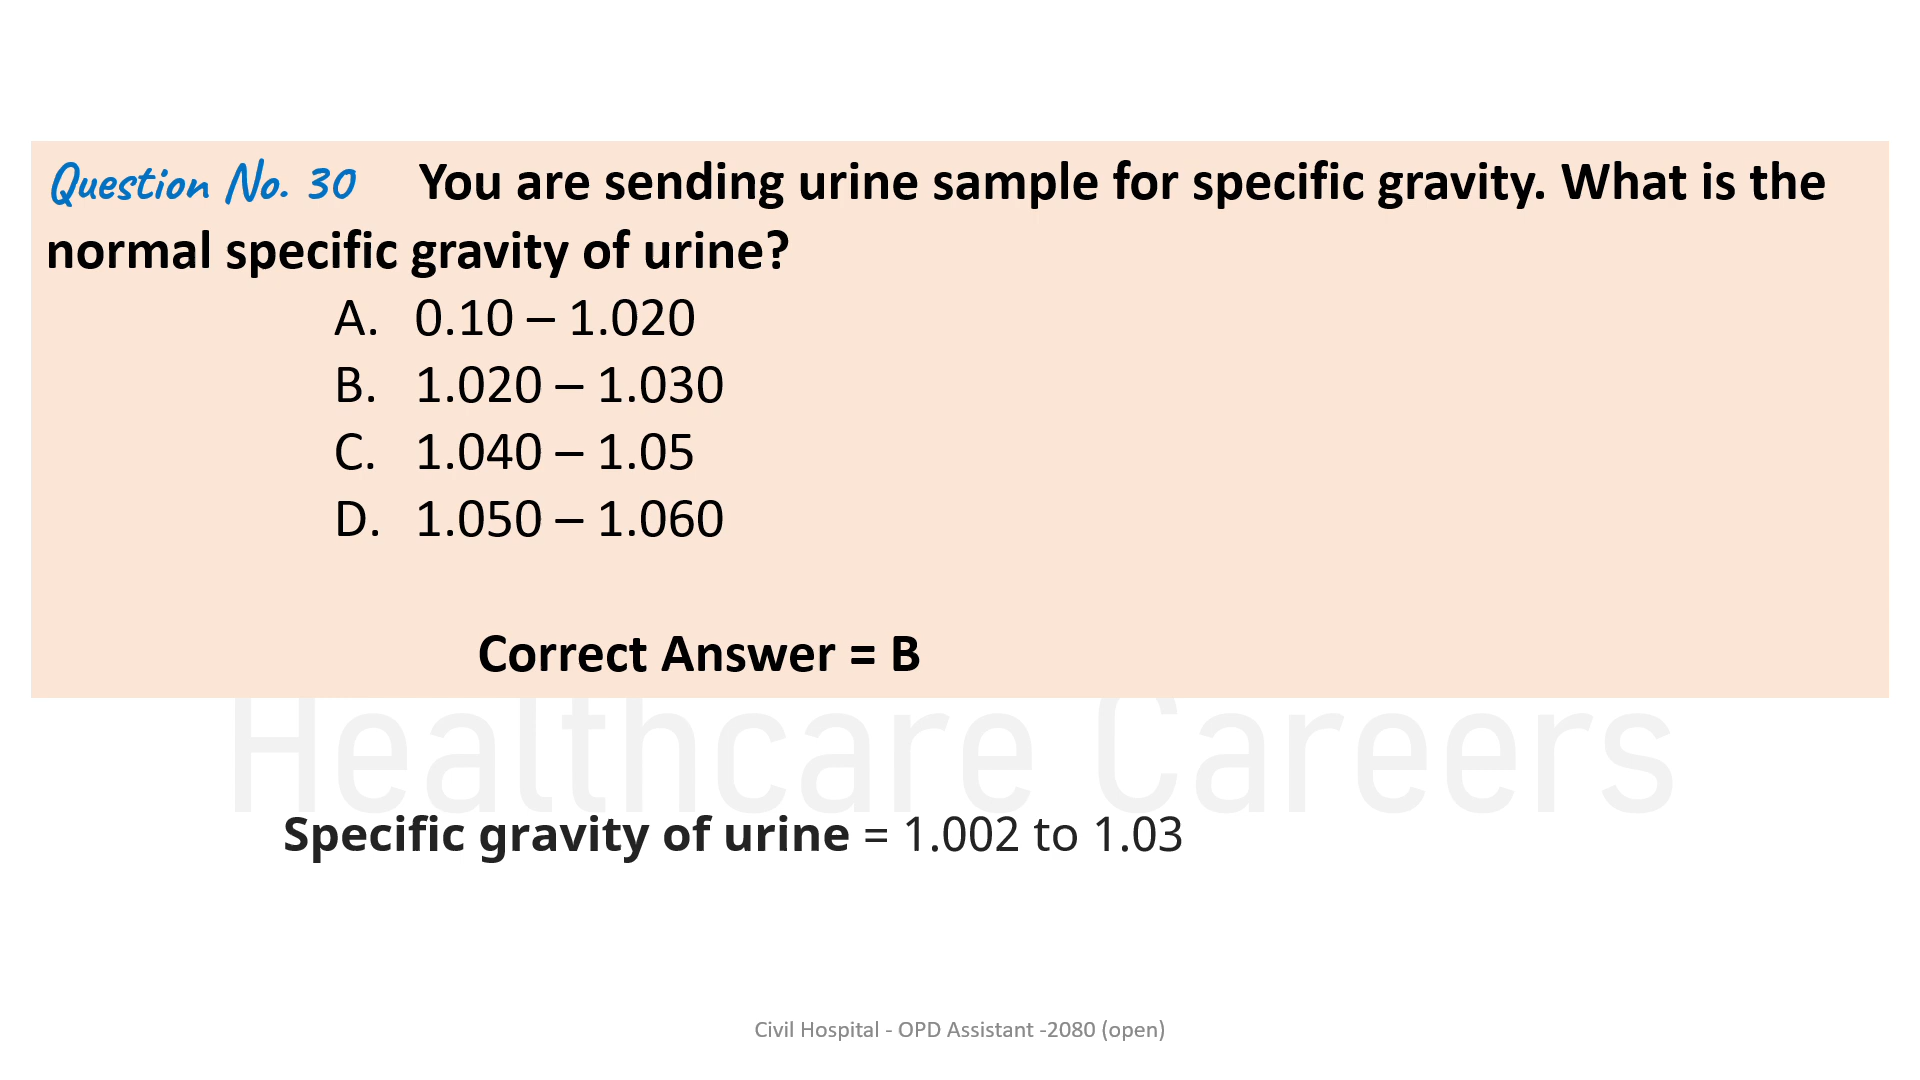 Question No. 30 You are sending urine sample for specific gravity. What is the
normal specific gravity of urine?
A. 0.10 – 1.020
B. 1.020 – 1.030
C. 1.040 – 1.05
D. 1.050 – 1.060
Correct Answer = B
Healthcare Careers
Specific gravity of urine = 1.002 to 1.03
Civil Hospital - OPD Assistant -2080 (open)